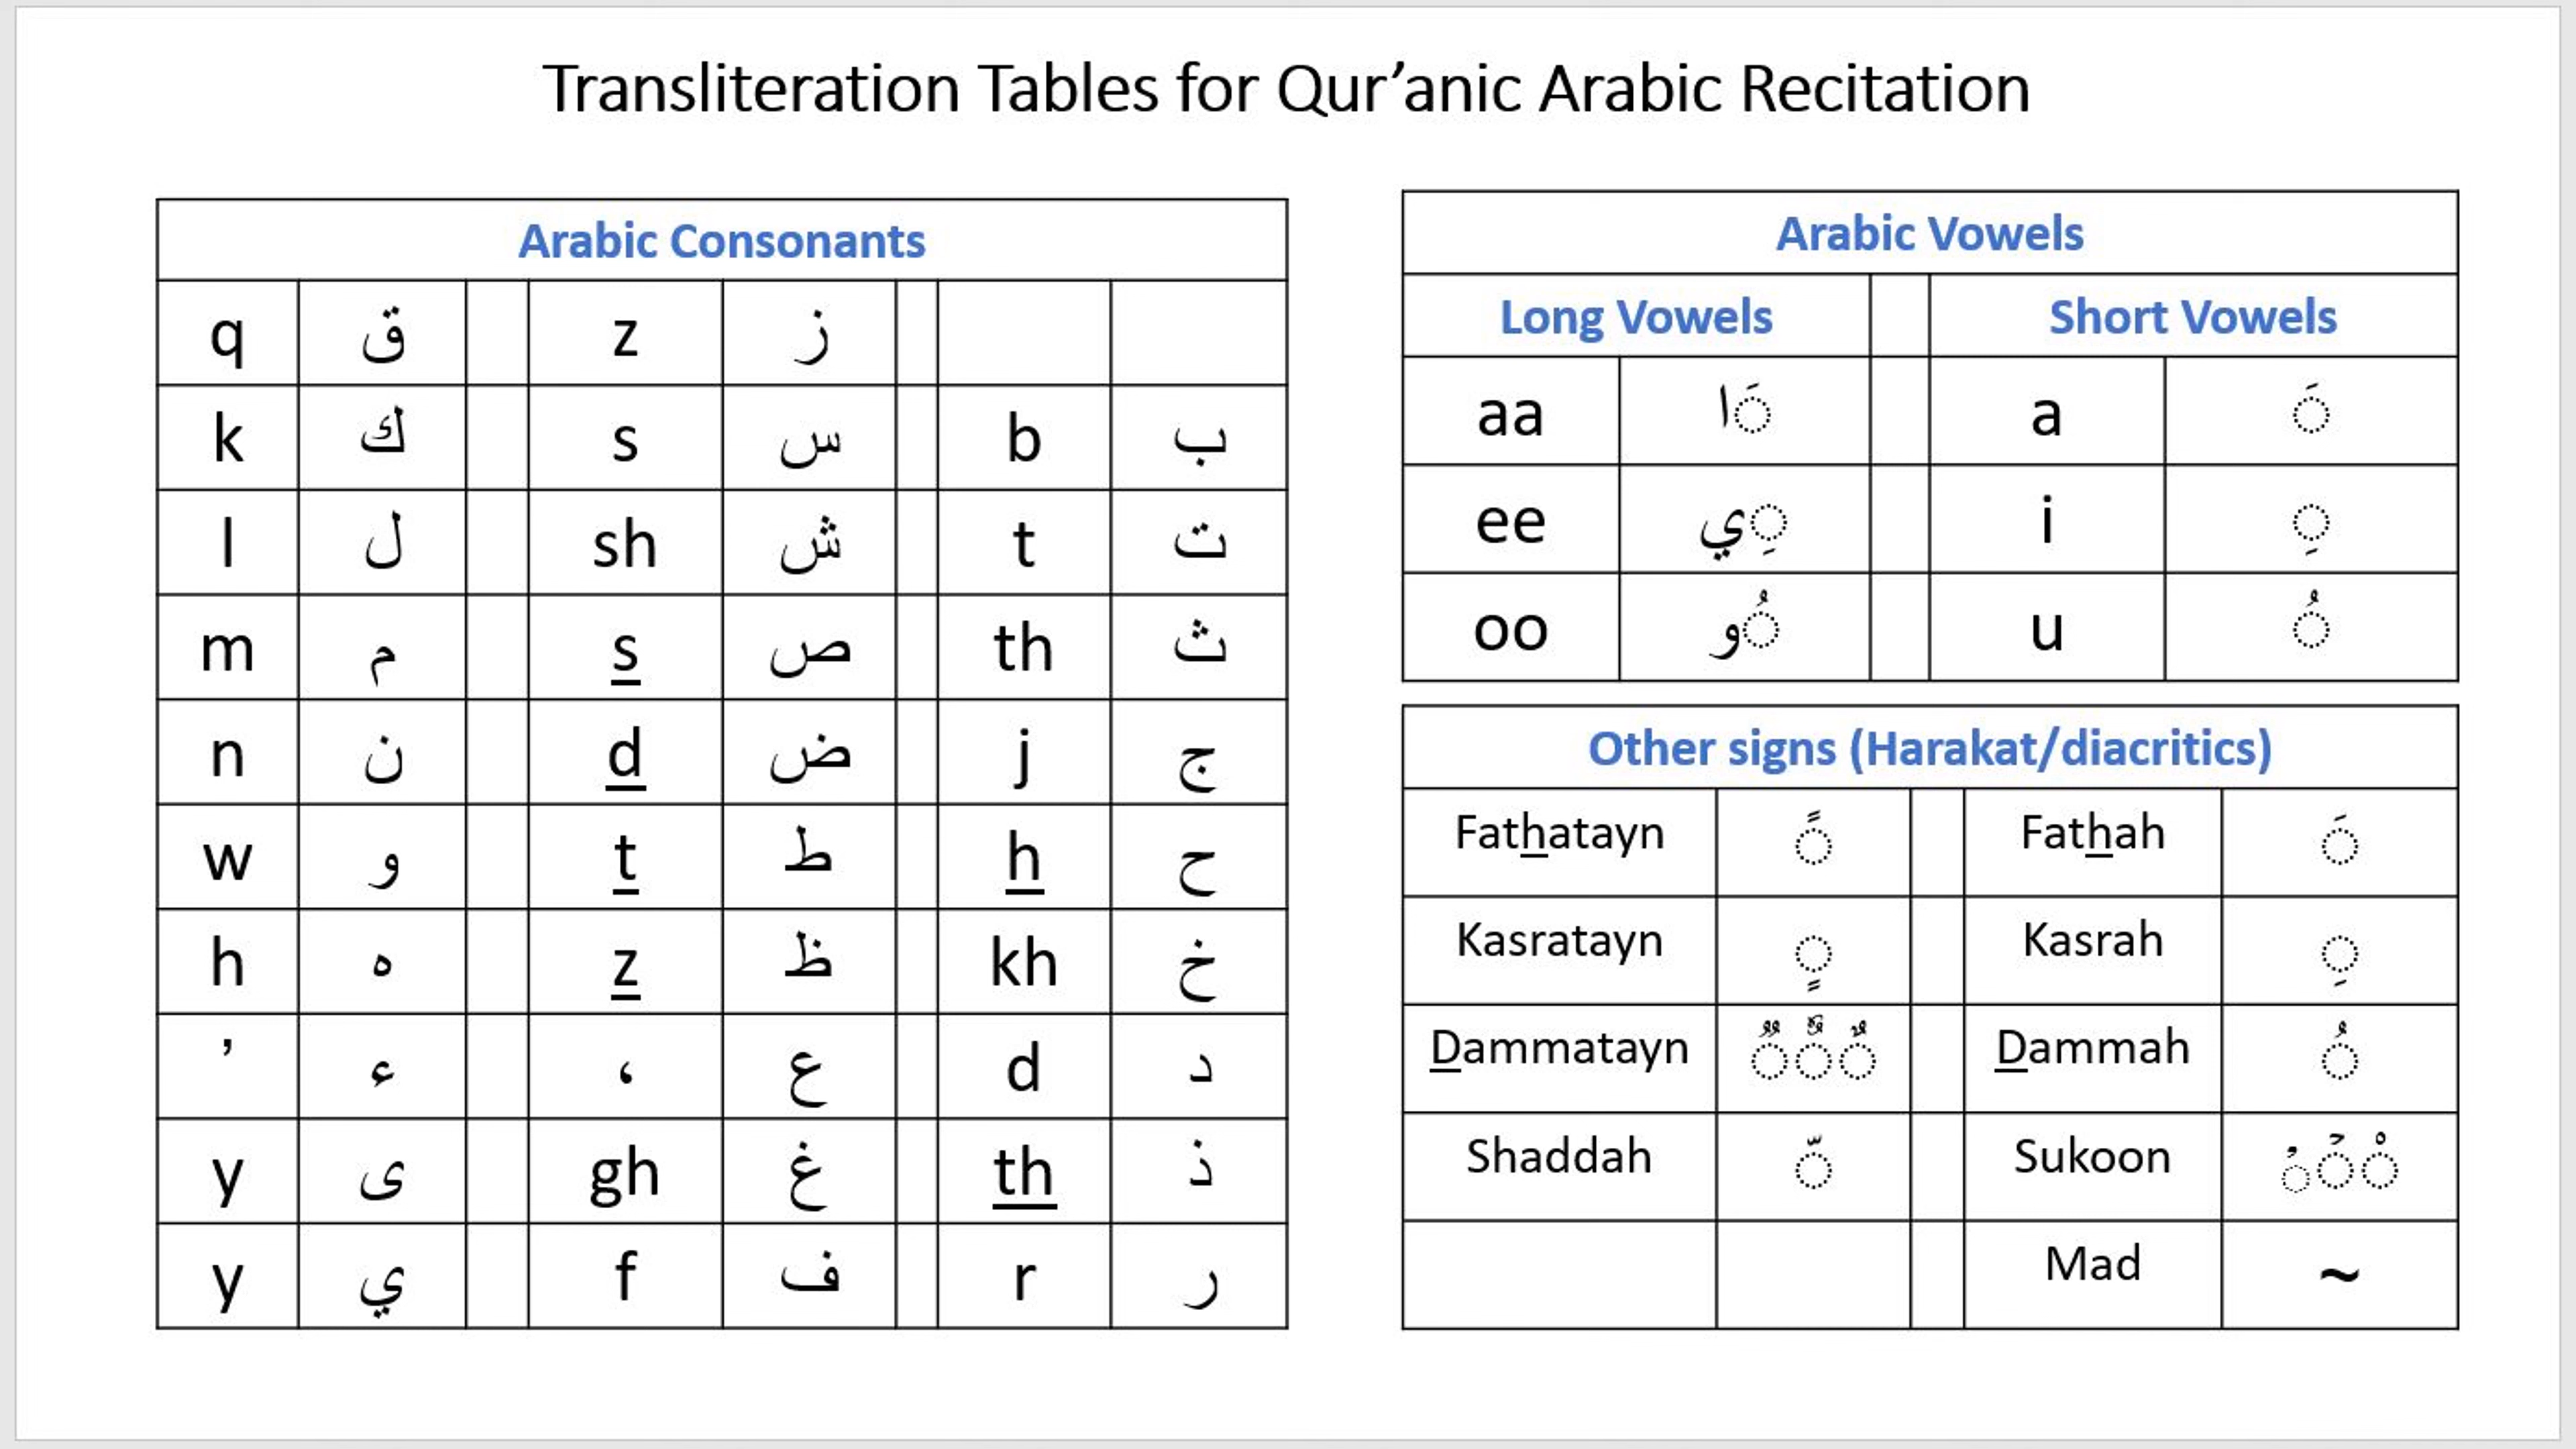 Transliteration Tables for Qur’anic Arabic Recitation
Arabic Consonants
q ق z ز
k ك s س b ب
l ل sh ش t ت
m م s ص th ث
n ن d ض j ج
w و t ط h ح
h ه z ظ kh خ
’ ء ‘ ع d د
y ى gh غ th ذ
y ي f ف r ر
Arabic Vowels
Long Vowels Short Vowels
aa ◌َا a ◌َ
ee ◌ِي i ◌ِ
oo ◌ُو u ◌ُ
Other signs (Harakat/diacritics)
Fathatayn ◌ً Fathah ◌َ
Kasratayn ◌ٍ Kasrah ◌ِ
Dammatayn Dammah ◌ُ
Shaddah ◌ّ Sukoon
Mad ~